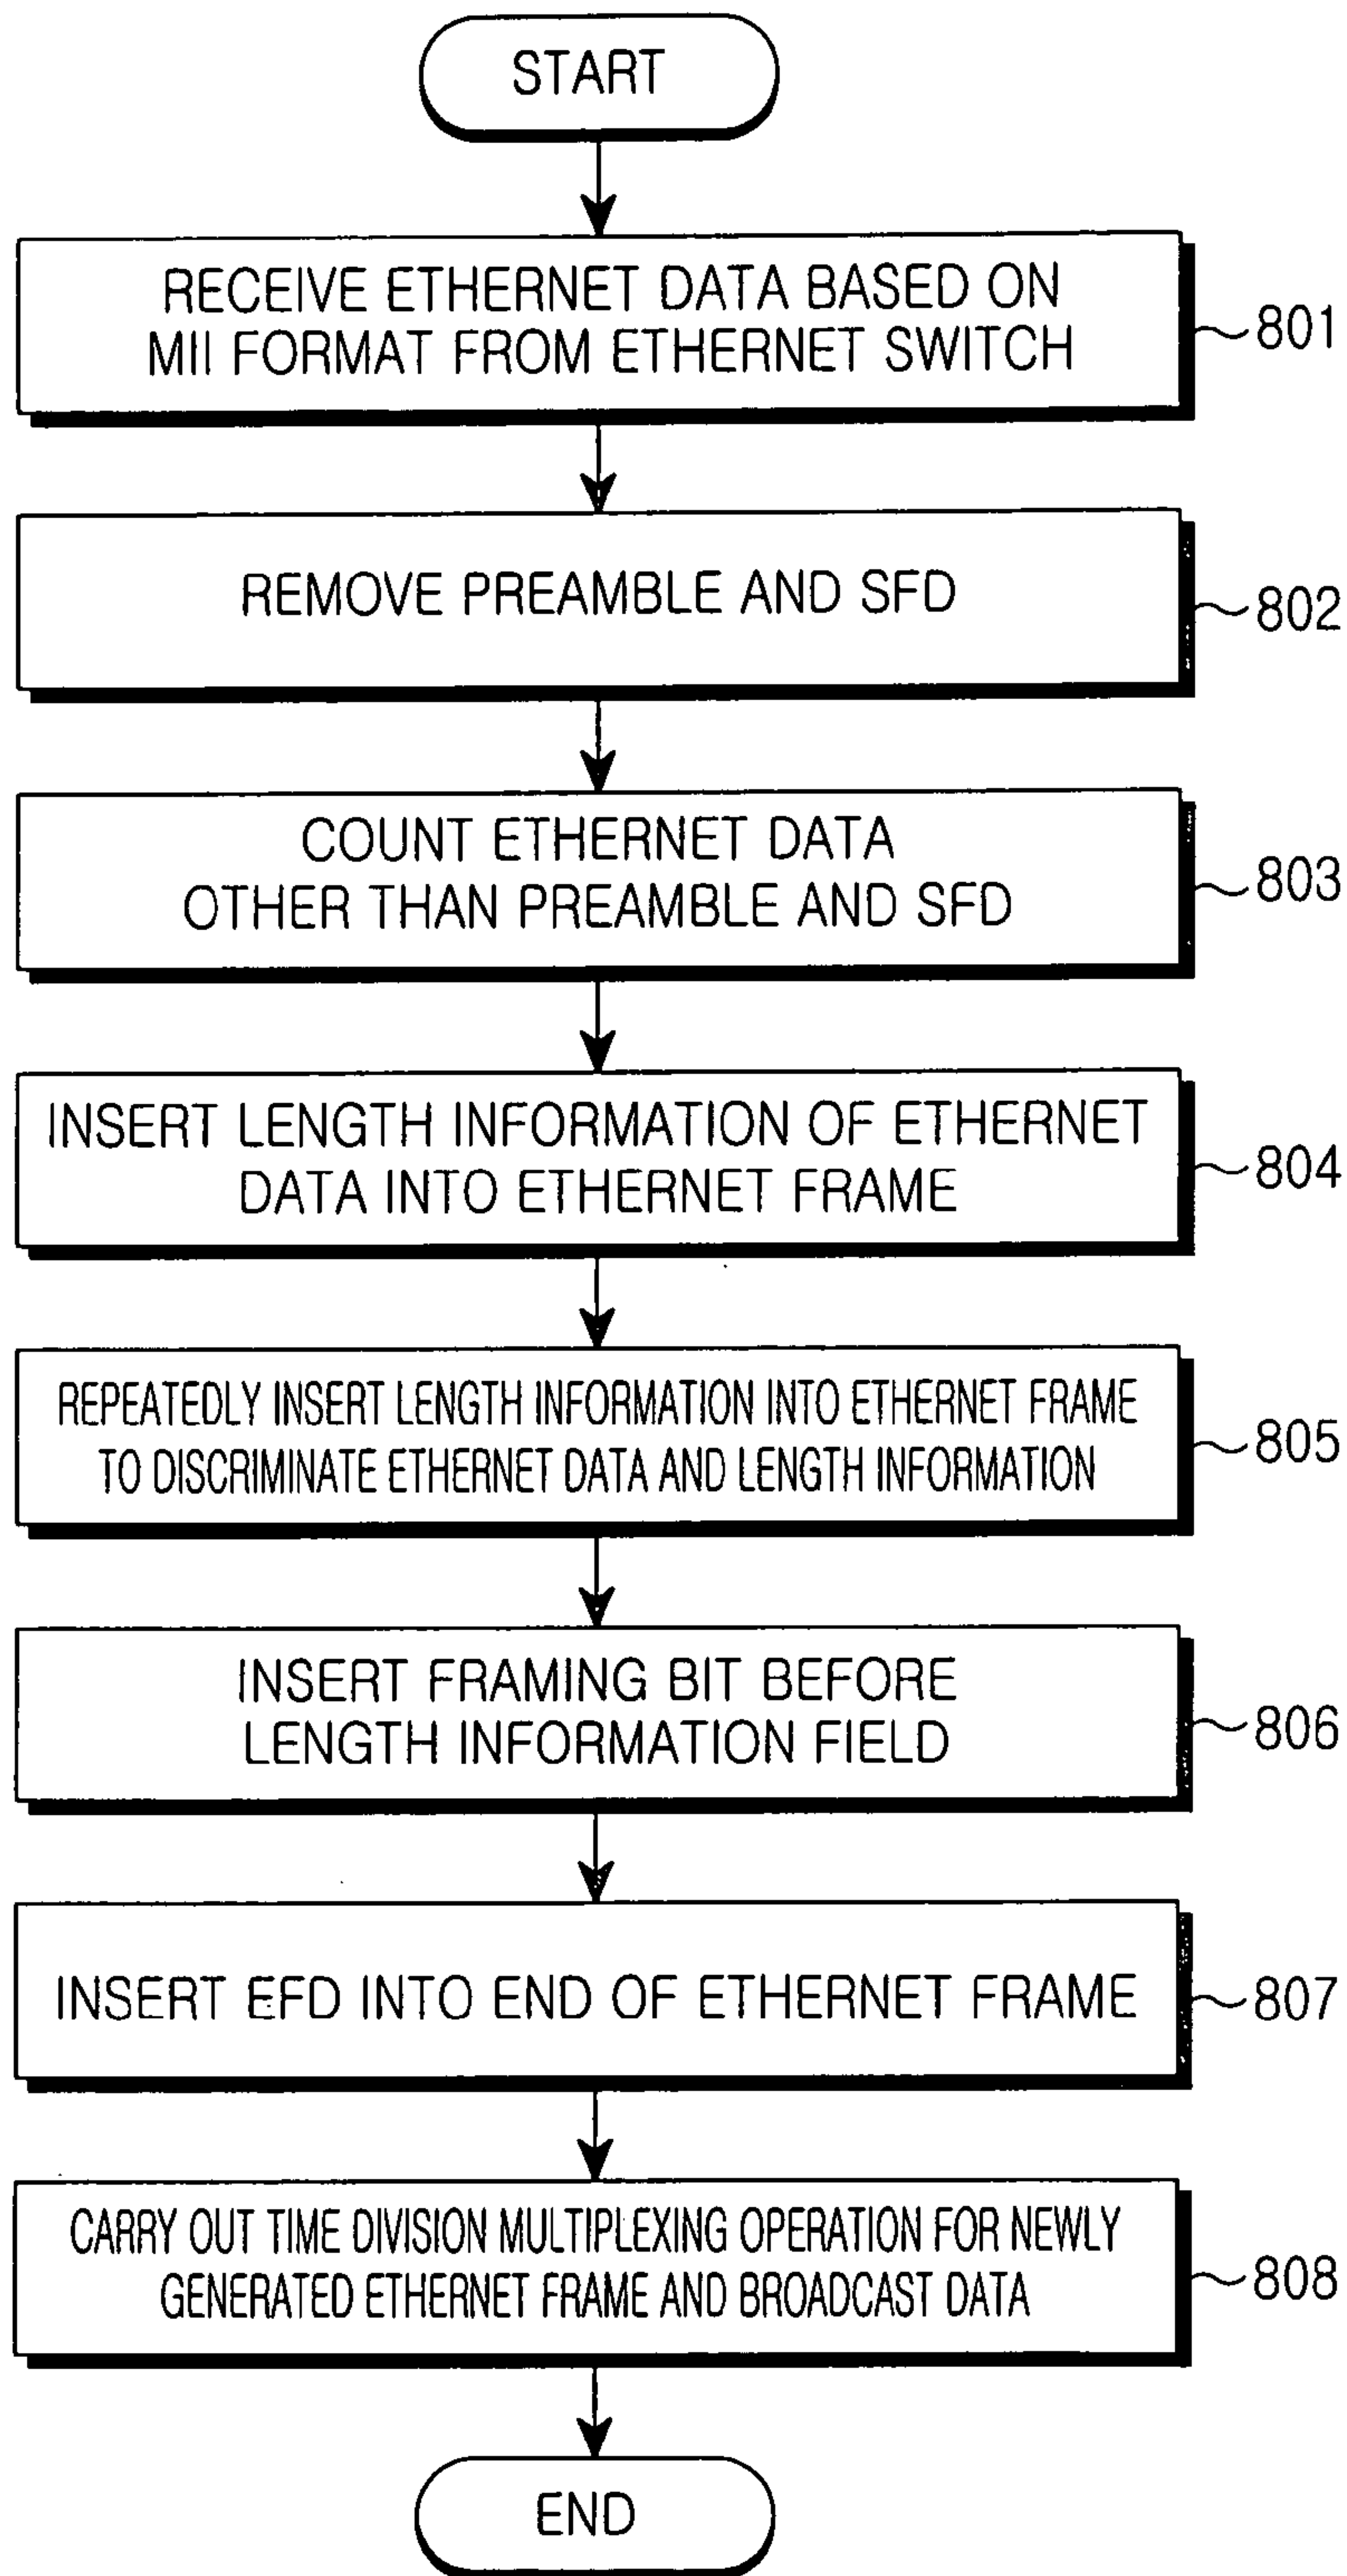 START
RECEIVE ETHERNET DATA BASED ON
MII FORMAT FROM ETHERNET SWITCH
801
REMOVE PREAMBLE AND SFD
802
COUNT ETHERNET DATA
OTHER THAN PREAMBLE AND SFD
803
INSERT LENGTH INFORMATION OF ETHERNET
DATA INTO ETHERNET FRAME
804
REPEATEDLY INSERT LENGTH INFORMATION INTO ETHERNET FRAME
TO DISCRIMINATE ETHERNET DATA AND LENGTH INFORMATION
805
INSERT FRAMING BIT BEFORE
LENGTH INFORMATION FIELD
806
INSERT EFD INTO END OF ETHERNET FRAME
807
CARRY OUT TIME DIVISION MULTIPLEXING OPERATION FOR NEWLY
GENERATED ETHERNET FRAME AND BROADCAST DATA
808
END